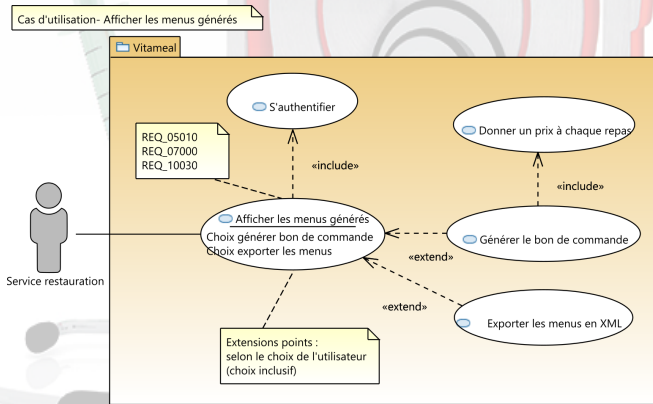 Cas d'utilisation- Afficher les menus générés
Vitameal
S'authentifier
Donner un prix à chaque repas
REQ_05010
REQ_07000
REQ_10030
«include»
«include»
Afficher les menus générés
Choix générer bon de commande
Choix exporter les menus
Générer le bon de commande
«extend»
Service restauration
«extend»
Exporter les menus en XML
Extensions points :
selon le choix de l'utilisateur
(choix inclusif)